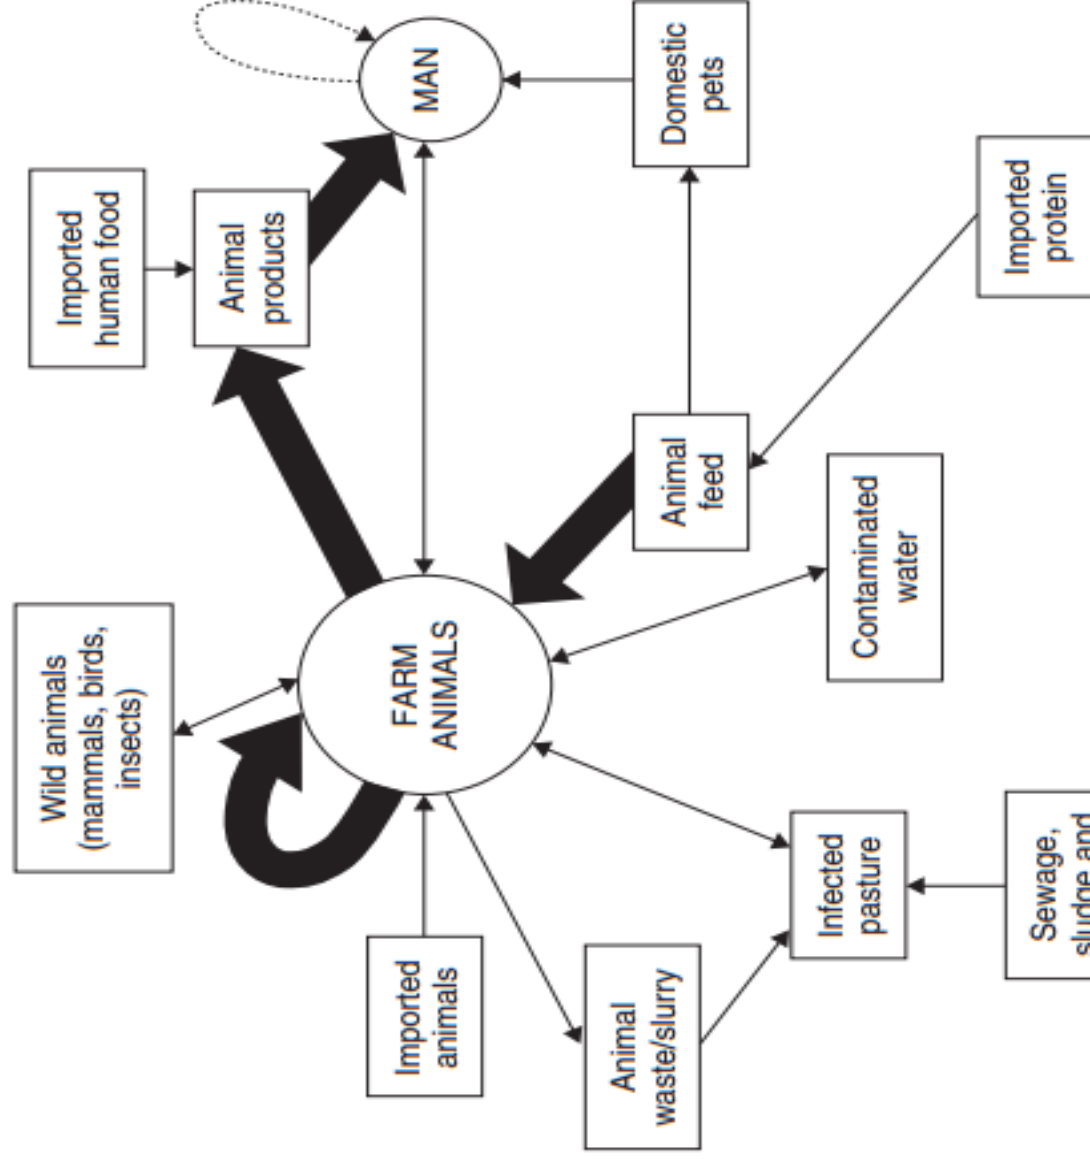 Wild animals
(mammals, birds,
insects)
Imported
human food
Animal
products
Imported
animals
FARM
ANIMALS
MAN
Animal
waste/slurry
Animal
feed
Domestic
pets
Infected
pasture
Contaminated
water
Imported
protein
Sewage,
sludge and